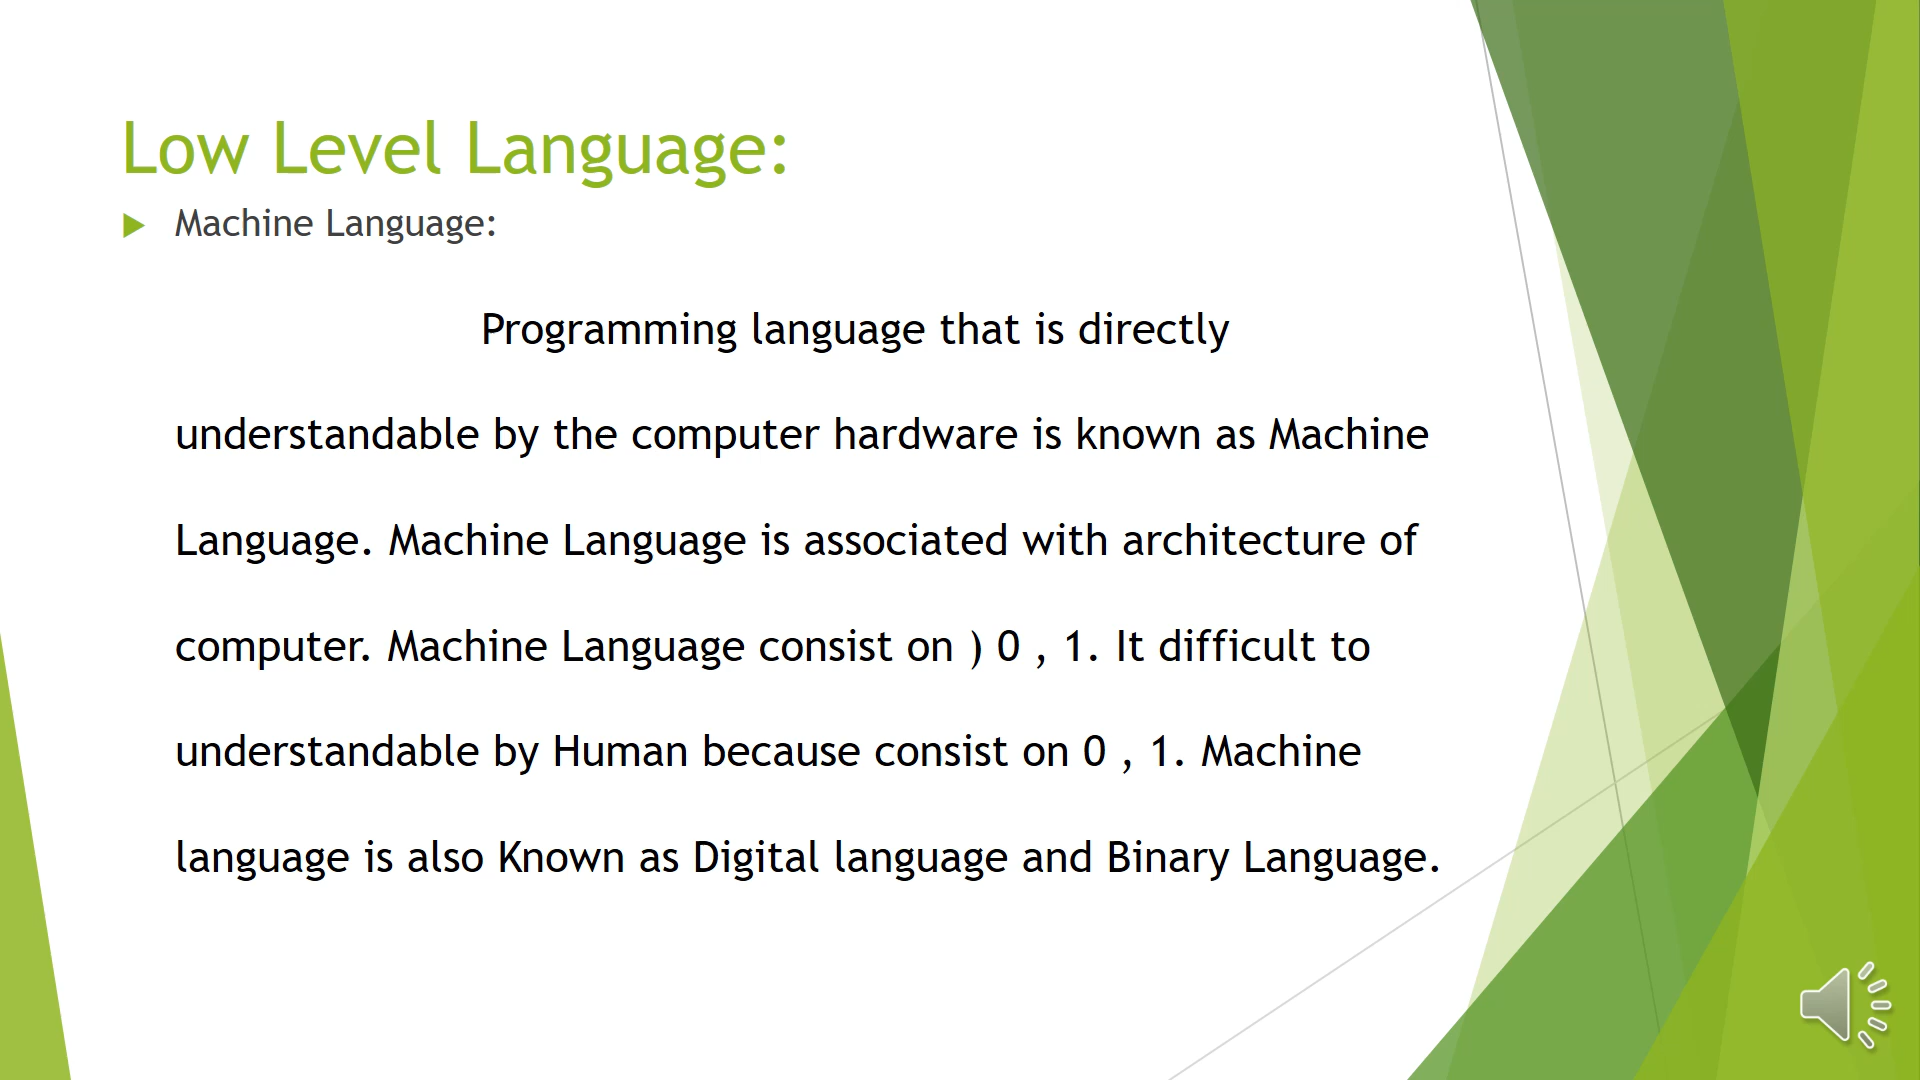 Low Level Language:
Machine Language:
Programming language that is directly
understandable by the computer hardware is known as Machine
Language. Machine Language is associated with architecture of
computer. Machine Language consist on ) 0 , 1. It difficult to
understandable by Human because consist on 0 , 1. Machine
language is also Known as Digital language and Binary Language.